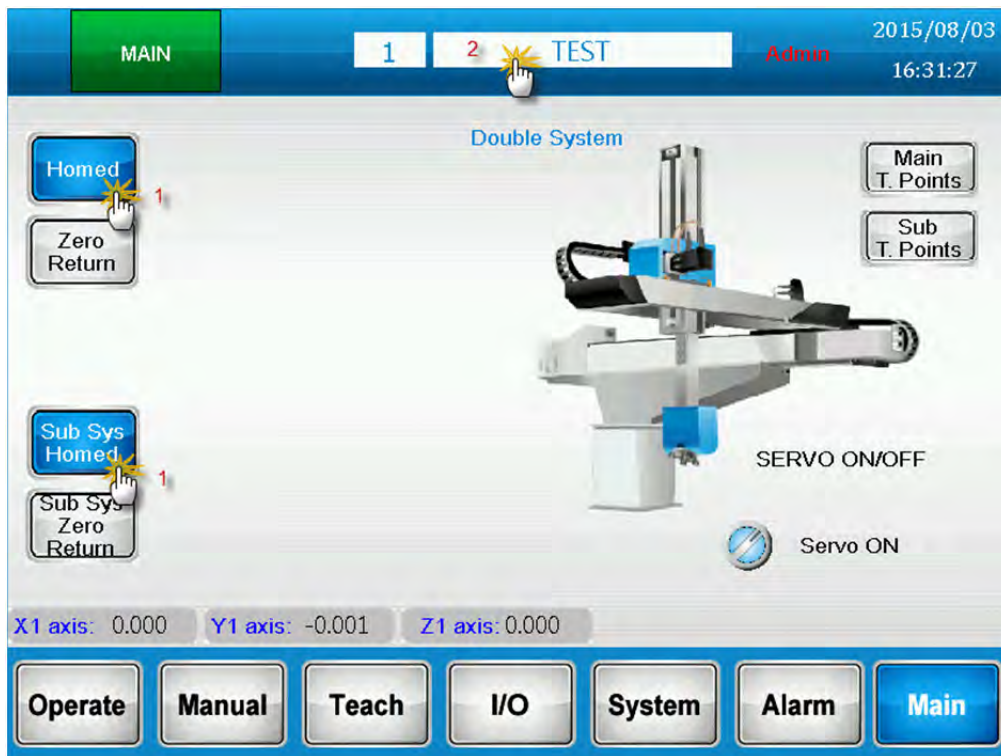 MAIN
1
2
TEST
Admin
2015/08/03
16:31:27
Double System
Homed
1
Zero
Return
Main
T. Points
Sub
T. Points
Sub Sys
Homed
1
Sub Sys
Zero
Return
SERVO ON/OFF
Servo ON
X1 axis: 0.000
Y1 axis: -0.001
Z1 axis: 0.000
Operate
Manual
Teach
I/O
System
Alarm
Main